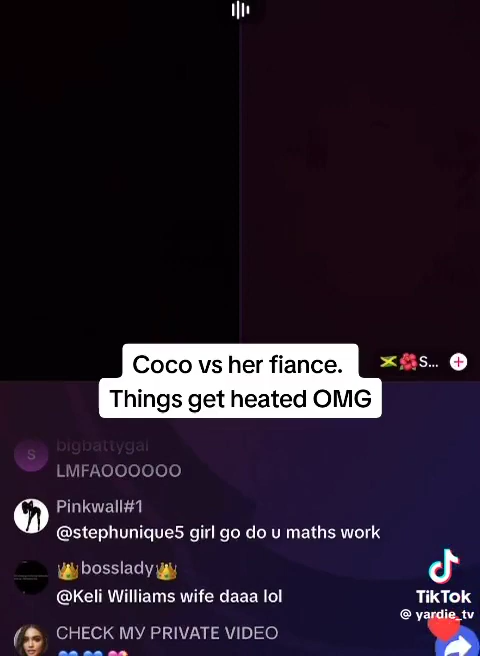 Coco vs her fiance.
Things get heated OMG
S...
bigbattygal
S
LMFAOOOOOO
Pinkwall#1
@stephunique5 girl go do u maths work
👑bosslady👑
@Keli Williams wife daaa lol
CHECK MY PRIVATE VIDEO
TikTok
@ yardie_tv